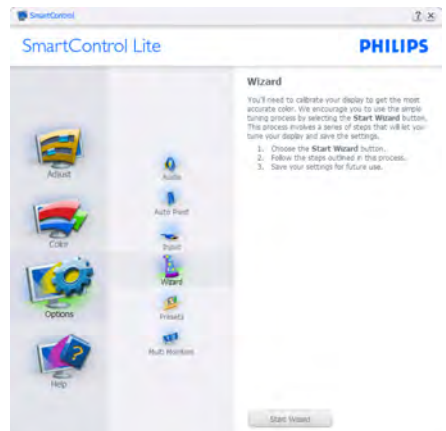 SmartControl
SmartControl Lite
PHILIPS
Wizard
You'll need to calibrate your display to get the most
accurate color. We encourage you to use the simple
tuning process by selecting the Start Wizard button.
This process involves a series of steps that will let you
tune your display and save the settings.
1. Choose the Start Wizard button.
2. Follow the steps outlined in the process.
3. Save your settings for future use.
Adjust
Color
Options
Help
Audio
Auto Pivot
Input
Wizard
Presets
Multi Monitors
Start Wizard